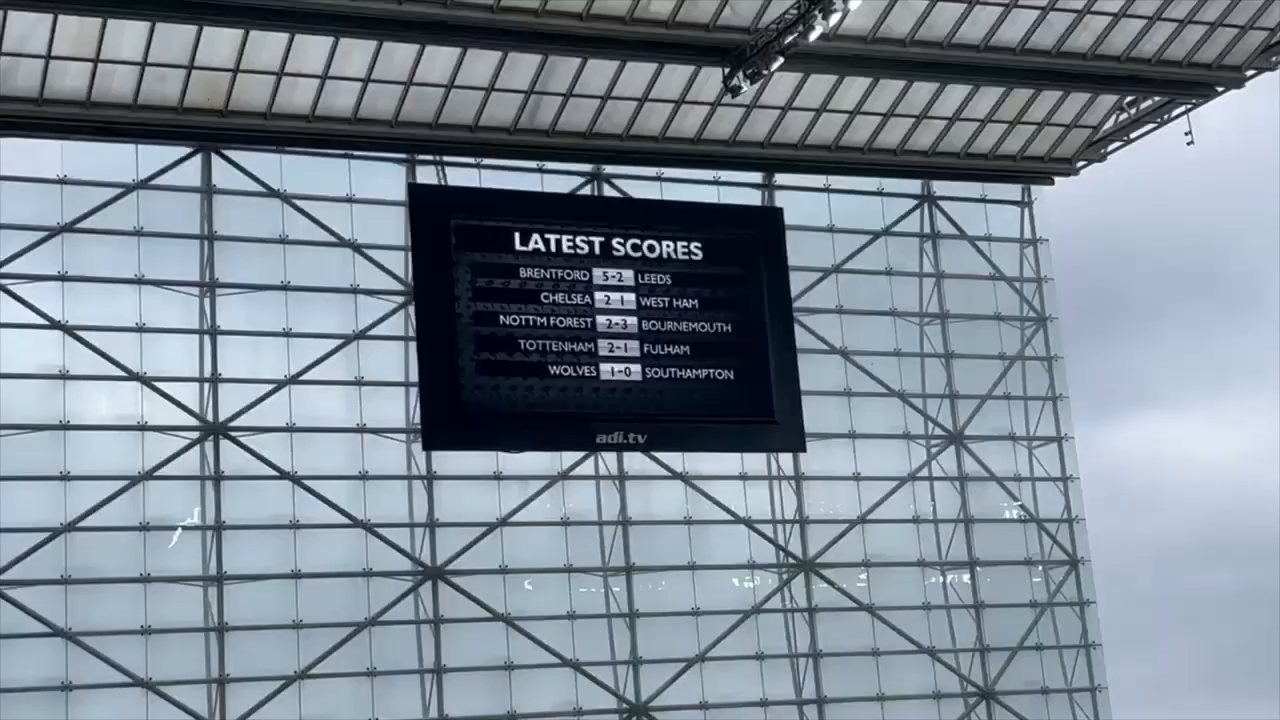 LATEST SCORES
BRENTFORD 5-2 LEEDS
CHELSEA 2-1 WEST HAM
NOTT'M FOREST 2-3 BOURNEMOUTH
TOTTENHAM 2-1 FULHAM
WOLVES 1-0 SOUTHAMPTON
adi.tv